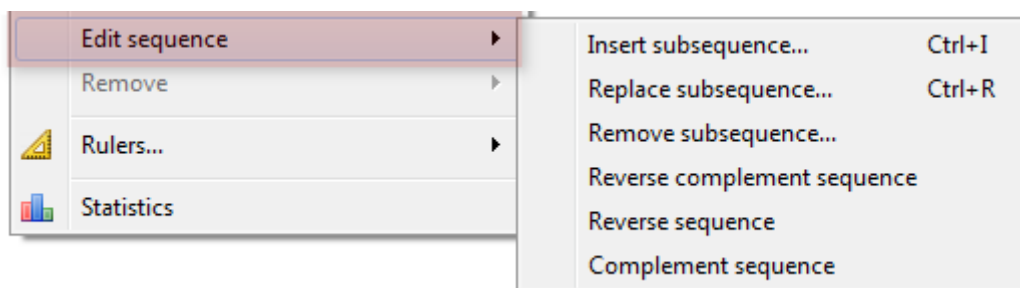 Edit sequence
Remove
Rulers...
Statistics
Insert subsequence... Ctrl+I
Replace subsequence... Ctrl+R
Remove subsequence...
Reverse complement sequence
Reverse sequence
Complement sequence